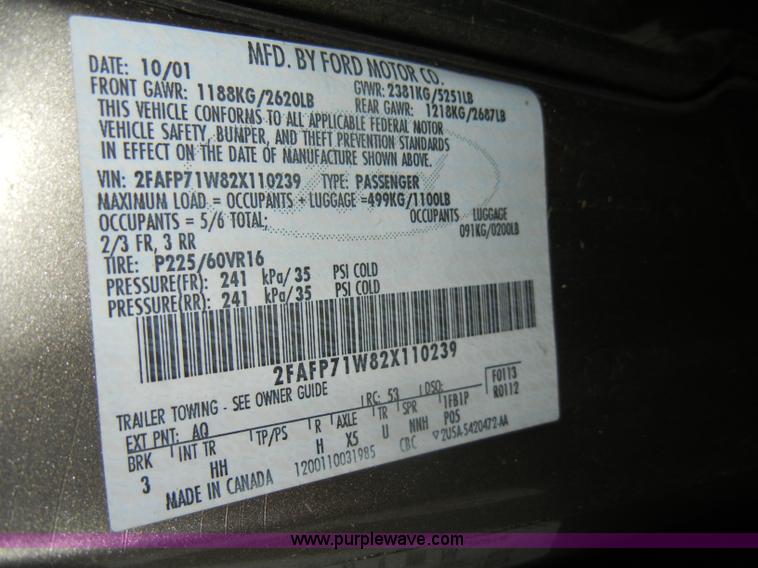 MFD. BY FORD MOTOR CO.
DATE: 10/01 GVWR: 2381KG/5251LB
FRONT GAWR: 1188KG/2620LB REAR GAWR: 1218KG/2687LB
THIS VEHICLE CONFORMS TO ALL APPLICABLE FEDERAL MOTOR
VEHICLE SAFETY, BUMPER, AND THEFT PREVENTION STANDARDS
IN EFFECT ON THE DATE OF MANUFACTURE SHOWN ABOVE.
VIN: 2FAFP71W82X110239 TYPE: PASSENGER
MAXIMUM LOAD = OCCUPANTS + LUGGAGE =499KG/1100LB
OCCUPANTS = 5/6 TOTAL; OCCUPANTS LUGGAGE
2/3 FR, 3 RR 091KG/0200LB
TIRE: P225/60VR16
PRESSURE(FR): 241 kPa/35 PSI COLD
PRESSURE(RR): 241 kPa/35 PSI COLD
2FAFP71W82X110239
TRAILER TOWING - SEE OWNER GUIDE
EXT PNT: AQ RC: 53 DSO: F0113
BRK INT TR TP/PS R AXLE TR SPR 1FB1P R0112
3 HH H X5 U NNH P05
MADE IN CANADA 1200110031985 CBC 2USA-5420472-AA
www.purplewave.com